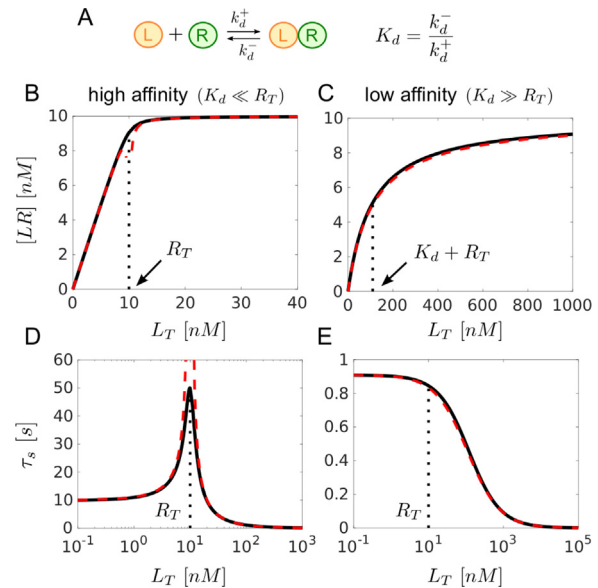 A
L + R k_d^+ k_d^- L R K_d = k_d^- / k_d^+
B high affinity (K_d ≪ R_T)
[LR] [nM]
10
8
6
4
2
0
R_T
0 10 20 30 40
L_T [nM]
C low affinity (K_d ≫ R_T)
10
8
6
4
2
0
K_d + R_T
0 200 400 600 800 1000
L_T [nM]
D
τ_s [s]
60
50
40
30
20
10
0
R_T
10^-1 10^0 10^1 10^2 10^3
L_T [nM]
E
1
0.8
0.6
0.4
0.2
0
R_T
10^-1 10^1 10^3 10^5
L_T [nM]